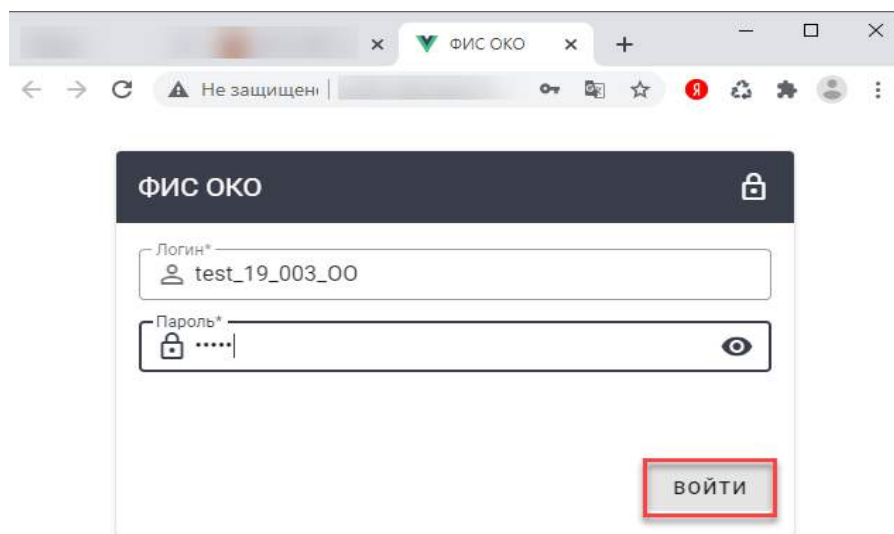 ФИС ОКО
Не защищен
ФИС ОКО
Логин*
test_19_003_OO
Пароль*
•••••
ВОЙТИ